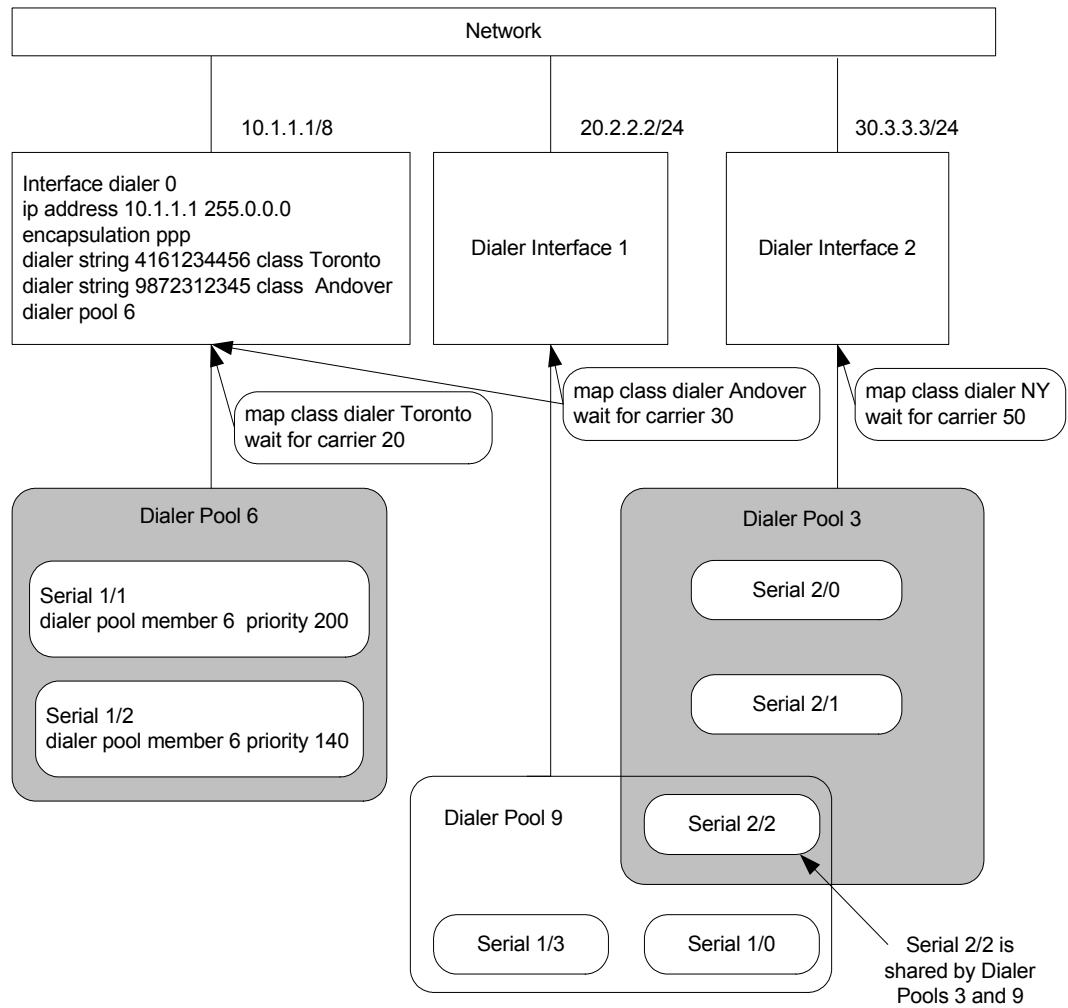 Network
10.1.1.1/8
20.2.2.2/24
30.3.3.3/24
Interface dialer 0
ip address 10.1.1.1 255.0.0.0
encapsulation ppp
dialer string 4161234456 class Toronto
dialer string 9872312345 class  Andover
dialer pool 6
Dialer Interface 1
Dialer Interface 2
map class dialer Toronto
wait for carrier 20
map class dialer Andover
wait for carrier 30
map class dialer NY
wait for carrier 50
Dialer Pool 6
Serial 1/1
dialer pool member 6  priority 200
Serial 1/2
dialer pool member 6 priority 140
Dialer Pool 3
Serial 2/0
Serial 2/1
Dialer Pool 9
Serial 2/2
Serial 1/3
Serial 1/0
Serial 2/2 is
shared by Dialer
Pools 3 and 9